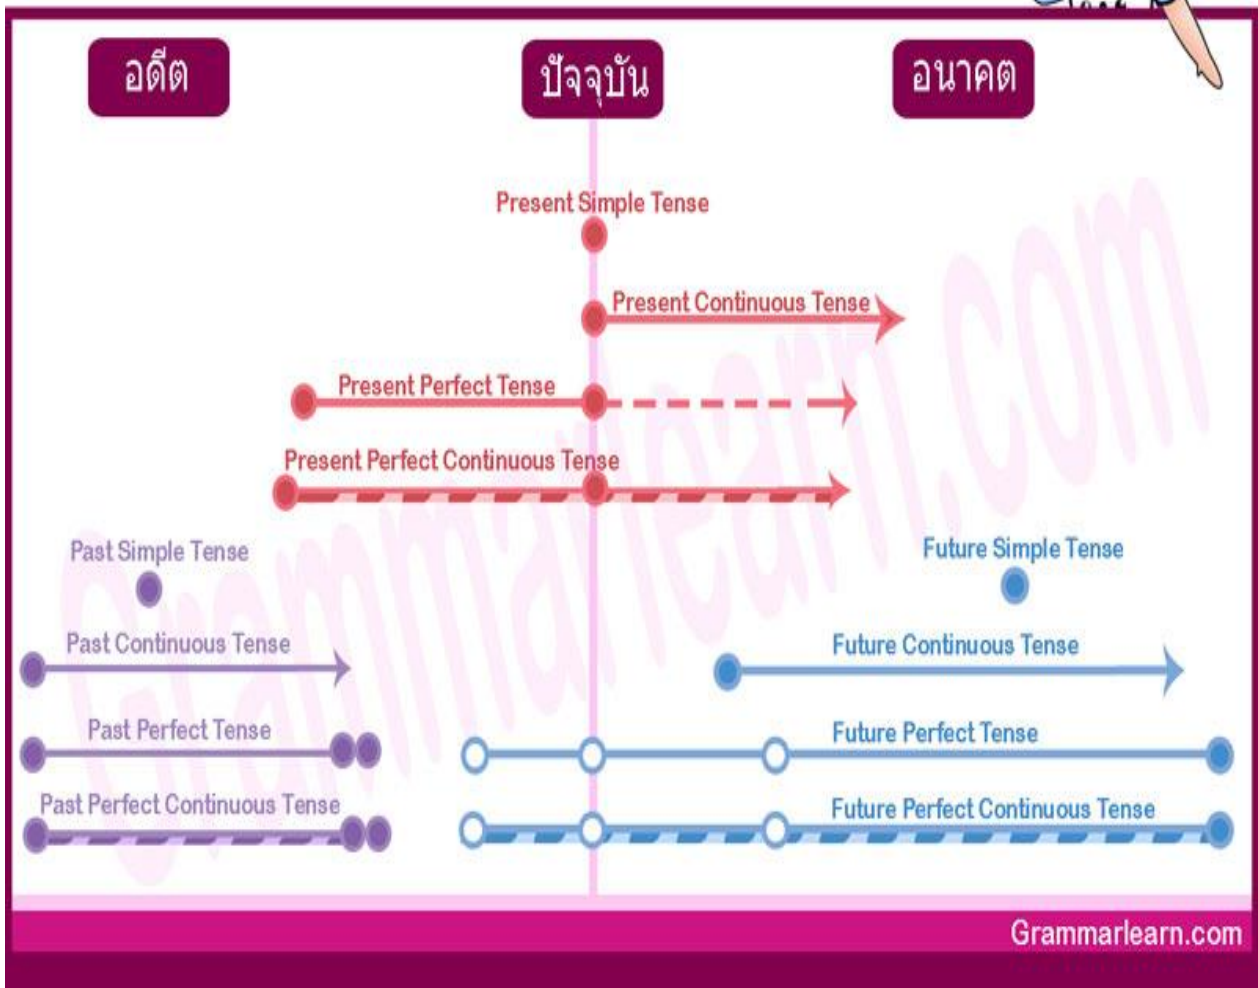 อดีต
ปัจจุบัน
อนาคต
Present Simple Tense
Present Continuous Tense
Present Perfect Tense
Present Perfect Continuous Tense
Past Simple Tense
Future Simple Tense
Past Continuous Tense
Future Continuous Tense
Past Perfect Tense
Future Perfect Tense
Past Perfect Continuous Tense
Future Perfect Continuous Tense
Grammarlearn.com
Grammarlearn.com